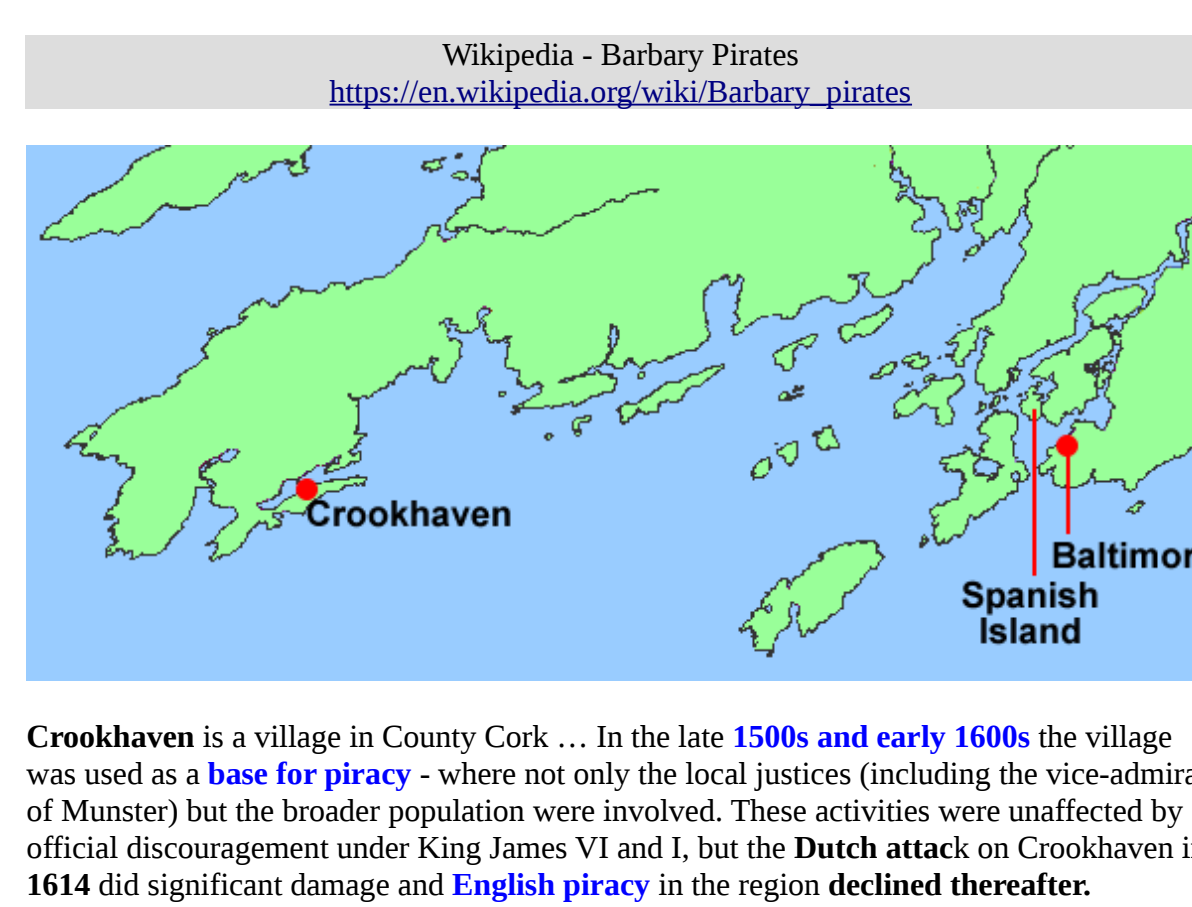 Wikipedia - Barbary Pirates
https://en.wikipedia.org/wiki/Barbary_pirates
Crookhaven
Baltimor
Spanish
Island
Crookhaven is a village in County Cork … In the late 1500s and early 1600s the village
was used as a base for piracy - where not only the local justices (including the vice-admira
of Munster) but the broader population were involved. These activities were unaffected by
official discouragement under King James VI and I, but the Dutch attack on Crookhaven i
1614 did significant damage and English piracy in the region declined thereafter.